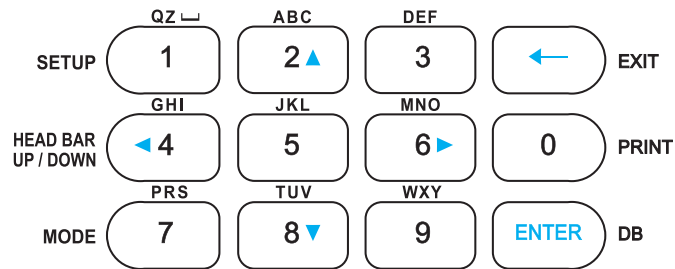 QZ ⌴ ABC DEF
SETUP 1 2 ▲ 3 ← EXIT
GHI JKL MNO
HEAD BAR
UP / DOWN ◄ 4 5 6 ► 0 PRINT
PRS TUV WXY
MODE 7 8 ▼ 9 ENTER DB